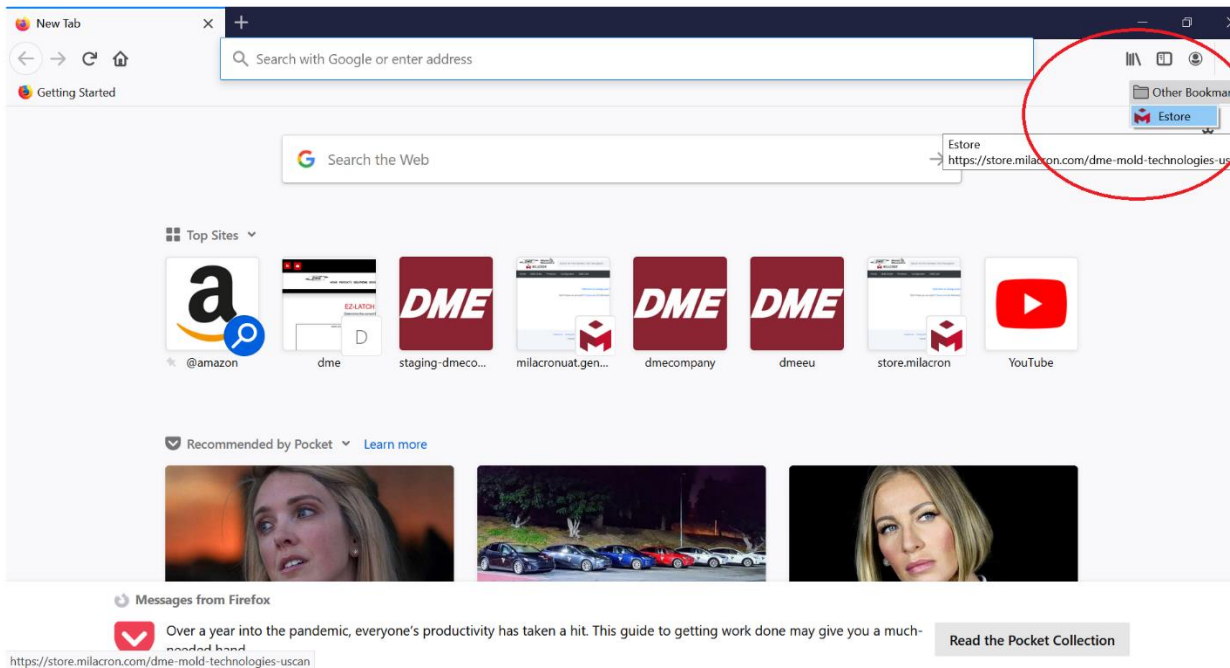 New Tab
Search with Google or enter address
Getting Started
Other Bookmar
Estore
Estore
https://store.milacron.com/dme-mold-technologies-us
Search the Web
Top Sites
EZ-LATCH
D
DME
DME
DME
@amazon
dme
staging-dmeco...
milacronuat.gen...
dmecompany
dmeeu
store.milacron
YouTube
Recommended by Pocket
Learn more
Messages from Firefox
Over a year into the pandemic, everyone's productivity has taken a hit. This guide to getting work done may give you a much-
needed hand
Read the Pocket Collection
https://store.milacron.com/dme-mold-technologies-uscan